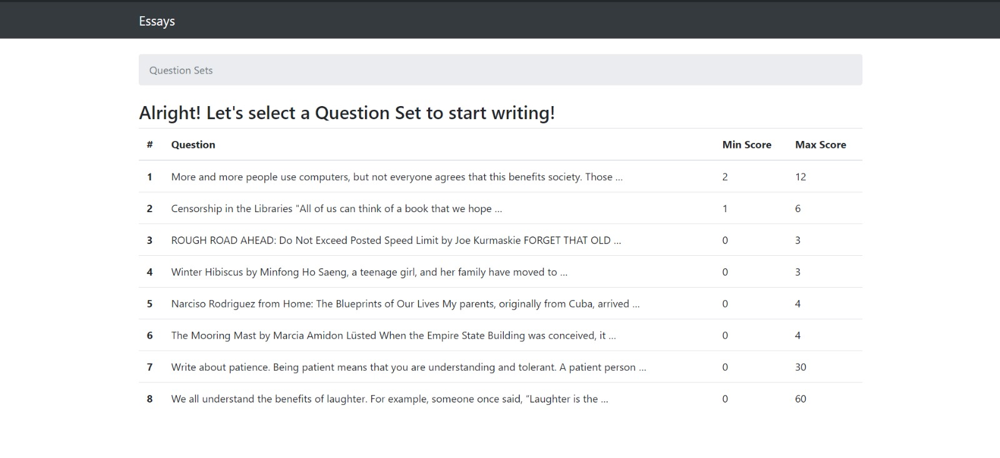 Essays
Question Sets
Alright! Let's select a Question Set to start writing!
# Question Min Score Max Score
1 More and more people use computers, but not everyone agrees that this benefits society. Those ... 2 12
2 Censorship in the Libraries "All of us can think of a book that we hope ... 1 6
3 ROUGH ROAD AHEAD: Do Not Exceed Posted Speed Limit by Joe Kurmaskie FORGET THAT OLD ... 0 3
4 Winter Hibiscus by Minfong Ho Saeng, a teenage girl, and her family have moved to ... 0 3
5 Narciso Rodriguez from Home: The Blueprints of Our Lives My parents, originally from Cuba, arrived ... 0 4
6 The Mooring Mast by Marcia Amidon Lüsted When the Empire State Building was conceived, it ... 0 4
7 Write about patience. Being patient means that you are understanding and tolerant. A patient person ... 0 30
8 We all understand the benefits of laughter. For example, someone once said, “Laughter is the ... 0 60